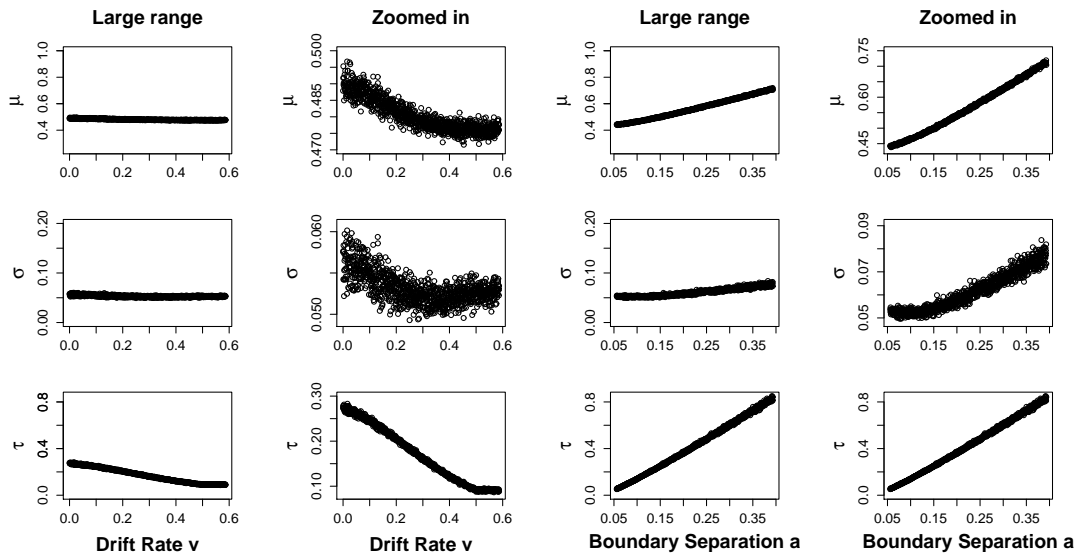 Large range
Zoomed in
Large range
Zoomed in
μ
0.4 0.6 0.8 1.0
0.0 0.2 0.4 0.6
μ
0.470 0.485 0.500
0.0 0.2 0.4 0.6
μ
0.4 0.6 0.8 1.0
0.05 0.15 0.25 0.35
μ
0.45 0.55 0.65 0.75
0.05 0.15 0.25 0.35
σ
0.00 0.10 0.20
0.0 0.2 0.4 0.6
σ
0.050 0.060
0.0 0.2 0.4 0.6
σ
0.00 0.10 0.20
0.05 0.15 0.25 0.35
σ
0.05 0.07 0.09
0.05 0.15 0.25 0.35
τ
0.0 0.4 0.8
0.0 0.2 0.4 0.6
Drift Rate v
τ
0.10 0.20 0.30
0.0 0.2 0.4 0.6
Drift Rate v
τ
0.0 0.4 0.8
0.05 0.15 0.25 0.35
Boundary Separation a
τ
0.0 0.4 0.8
0.05 0.15 0.25 0.35
Boundary Separation a